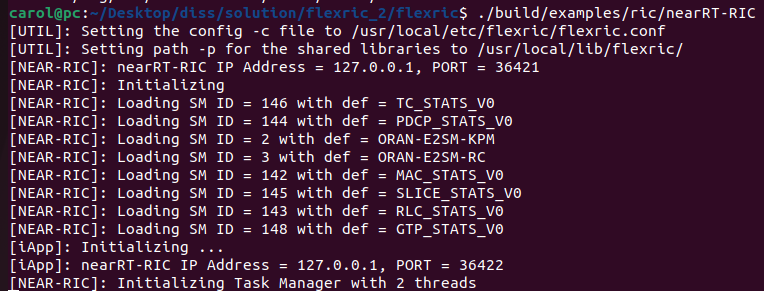 carol@pc:~/Desktop/diss/solution/flexric_2/flexric$ ./build/examples/ric/nearRT-RIC
[UTIL]: Setting the config -c file to /usr/local/etc/flexric/flexric.conf
[UTIL]: Setting path -p for the shared libraries to /usr/local/lib/flexric/
[NEAR-RIC]: nearRT-RIC IP Address = 127.0.0.1, PORT = 36421
[NEAR-RIC]: Initializing
[NEAR-RIC]: Loading SM ID = 146 with def = TC_STATS_V0
[NEAR-RIC]: Loading SM ID = 144 with def = PDCP_STATS_V0
[NEAR-RIC]: Loading SM ID = 2 with def = ORAN-E2SM-KPM
[NEAR-RIC]: Loading SM ID = 3 with def = ORAN-E2SM-RC
[NEAR-RIC]: Loading SM ID = 142 with def = MAC_STATS_V0
[NEAR-RIC]: Loading SM ID = 145 with def = SLICE_STATS_V0
[NEAR-RIC]: Loading SM ID = 143 with def = RLC_STATS_V0
[NEAR-RIC]: Loading SM ID = 148 with def = GTP_STATS_V0
[iApp]: Initializing ...
[iApp]: nearRT-RIC IP Address = 127.0.0.1, PORT = 36422
[NEAR-RIC]: Initializing Task Manager with 2 threads